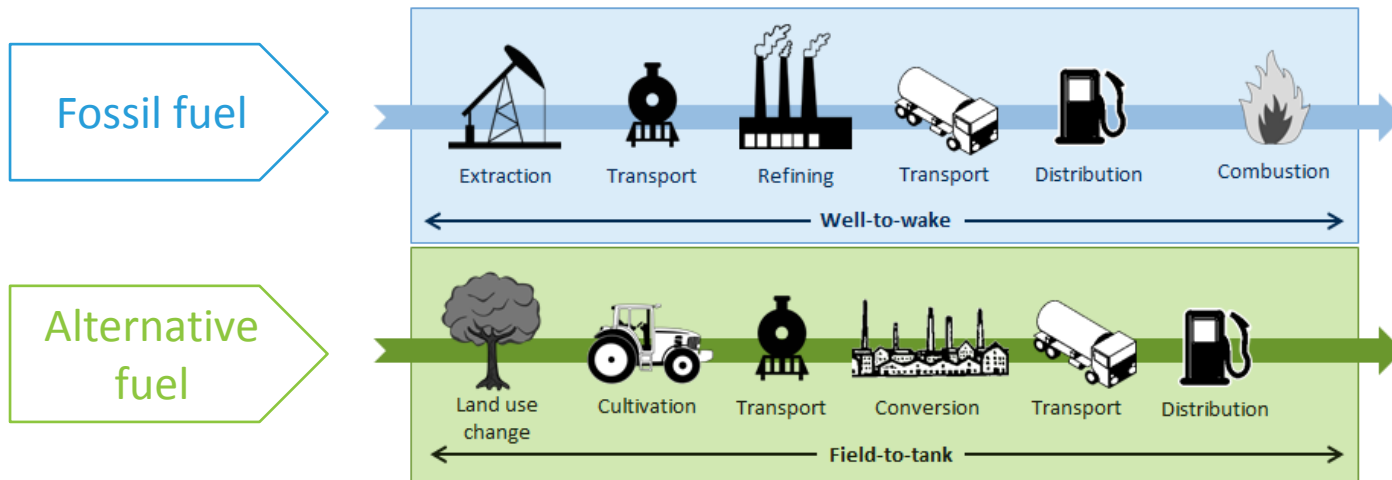 Fossil fuel
Extraction
Transport
Refining
Transport
Distribution
Combustion
Well-to-wake
Alternative
fuel
Land use
change
Cultivation
Transport
Conversion
Transport
Distribution
Field-to-tank